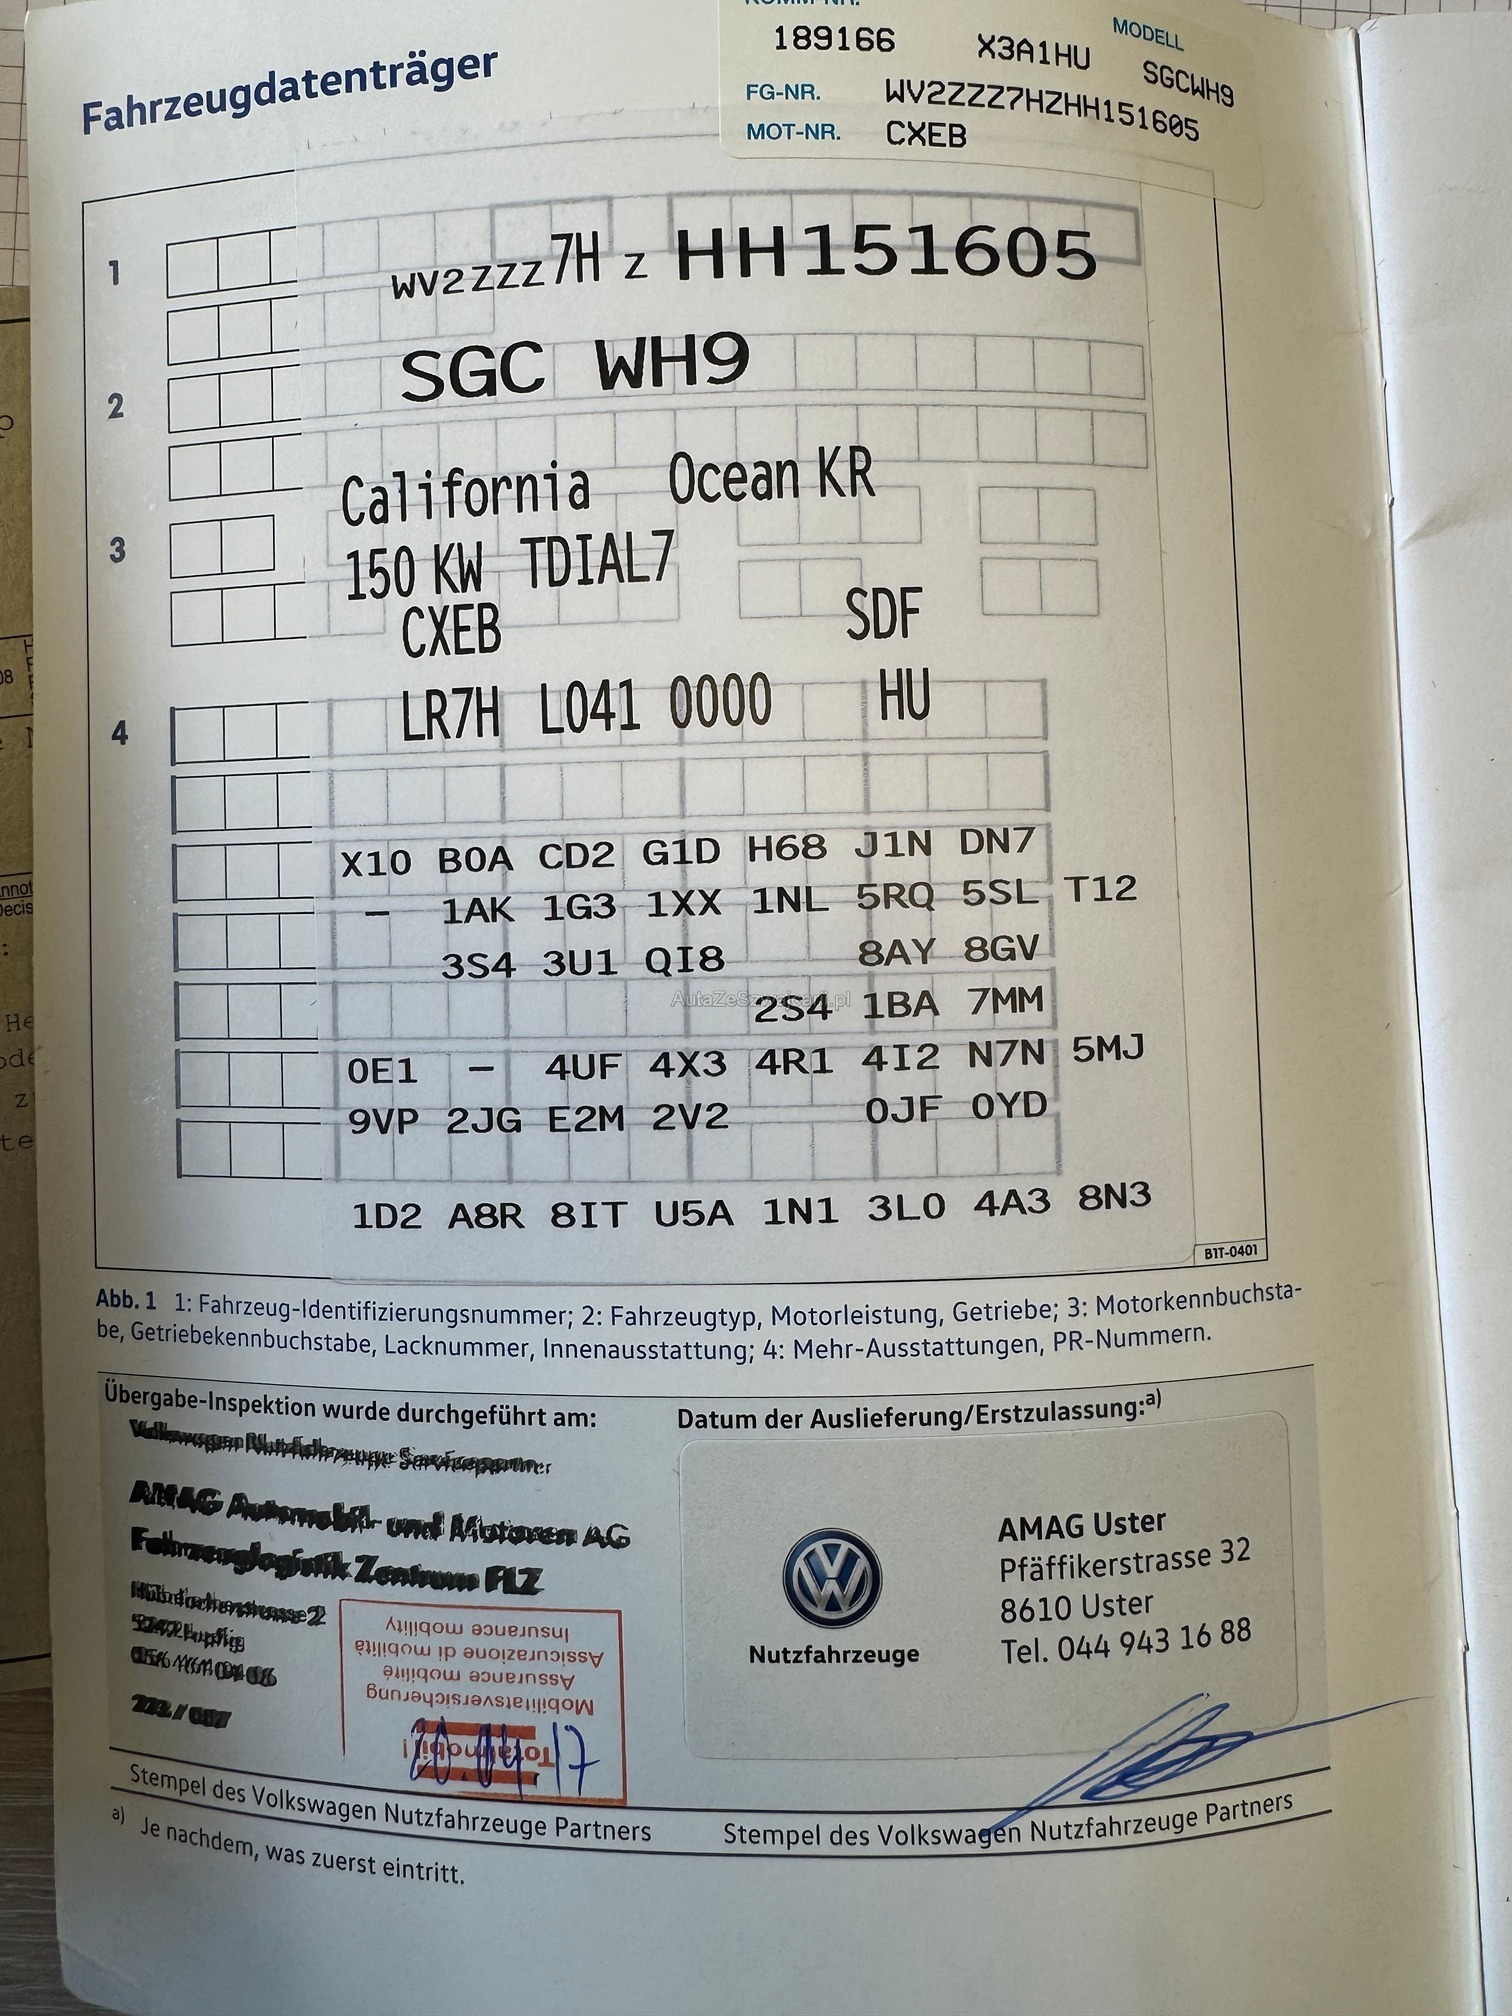 Fahrzeugdatenträger
KOMM-NR.
MODELL
189166 X3A1HU SGCWH9
FG-NR. WV2ZZZ7HZHH151605
MOT-NR. CXEB
1
WV2ZZZ7H Z HH151605
2
SGC WH9
California Ocean KR
3
150 KW TDIAL7
CXEB SDF
4
LR7H L041 0000 HU
X10 B0A CD2 G1D H68 J1N DN7
- 1AK 1G3 1XX 1NL 5RQ 5SL T12
3S4 3U1 QI8 8AY 8GV
2S4 1BA 7MM
0E1 - 4UF 4X3 4R1 4I2 N7N 5MJ
9VP 2JG E2M 2V2 0JF 0YD
1D2 A8R 8IT U5A 1N1 3L0 4A3 8N3
B1T-0401
Abb. 1 1: Fahrzeug-Identifizierungsnummer; 2: Fahrzeugtyp, Motorleistung, Getriebe; 3: Motorkennbuchsta-
be, Getriebekennbuchstabe, Lacknummer, Innenausstattung; 4: Mehr-Ausstattungen, PR-Nummern.
Übergabe-Inspektion wurde durchgeführt am:
Volkswagen Nutzfahrzeuge Servicepartner
AMAG Automobil- und Motoren AG
Fahrzeuglogistik Zentrum FLZ
Insurance mobility
Assicurazione di mobilità
Assurance mobilité
Mobilitätsversicherung
Totalmobil!
20.04.17
Stempel des Volkswagen Nutzfahrzeuge Partners
Datum der Auslieferung/Erstzulassung:a)
Nutzfahrzeuge
AMAG Uster
Pfäffikerstrasse 32
8610 Uster
Tel. 044 943 16 88
Stempel des Volkswagen Nutzfahrzeuge Partners
a) Je nachdem, was zuerst eintritt.